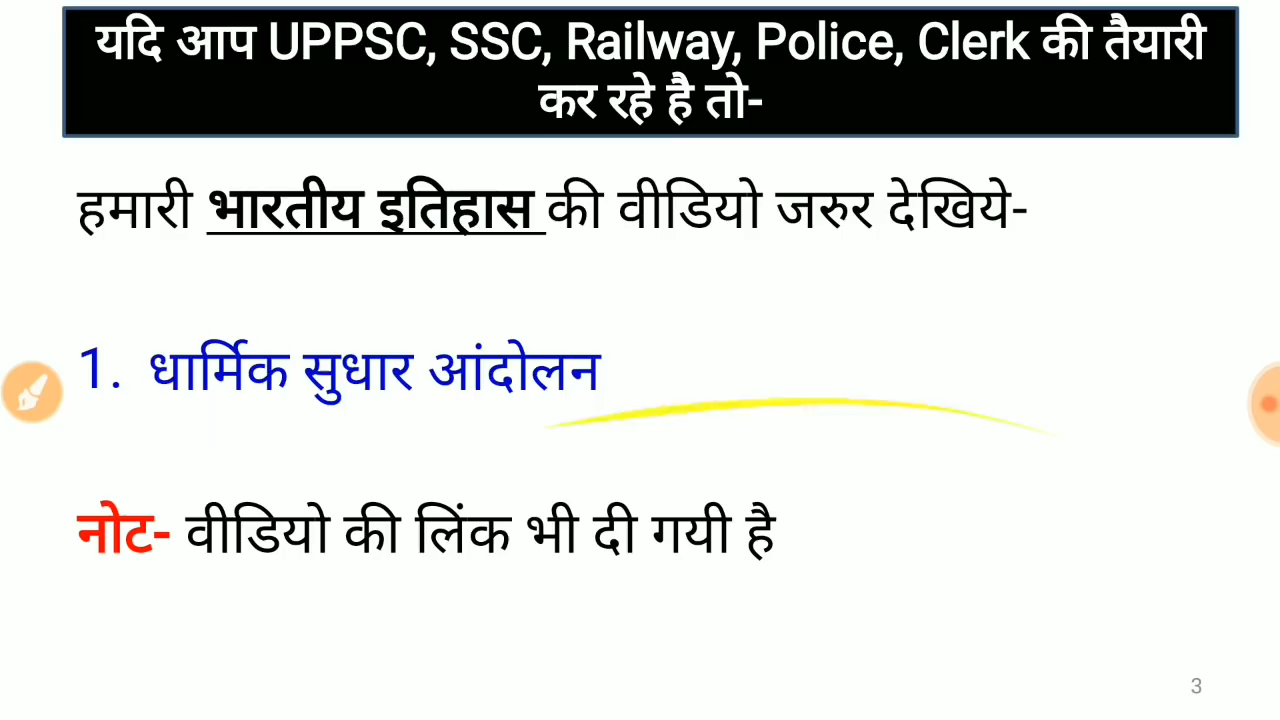 यदि आप UPPSC, SSC, Railway, Police, Clerk की तैयारी
कर रहे है तो-
हमारी भारतीय इतिहास की वीडियो जरुर देखिये-
1. धार्मिक सुधार आंदोलन
नोट- वीडियो की लिंक भी दी गयी है
3